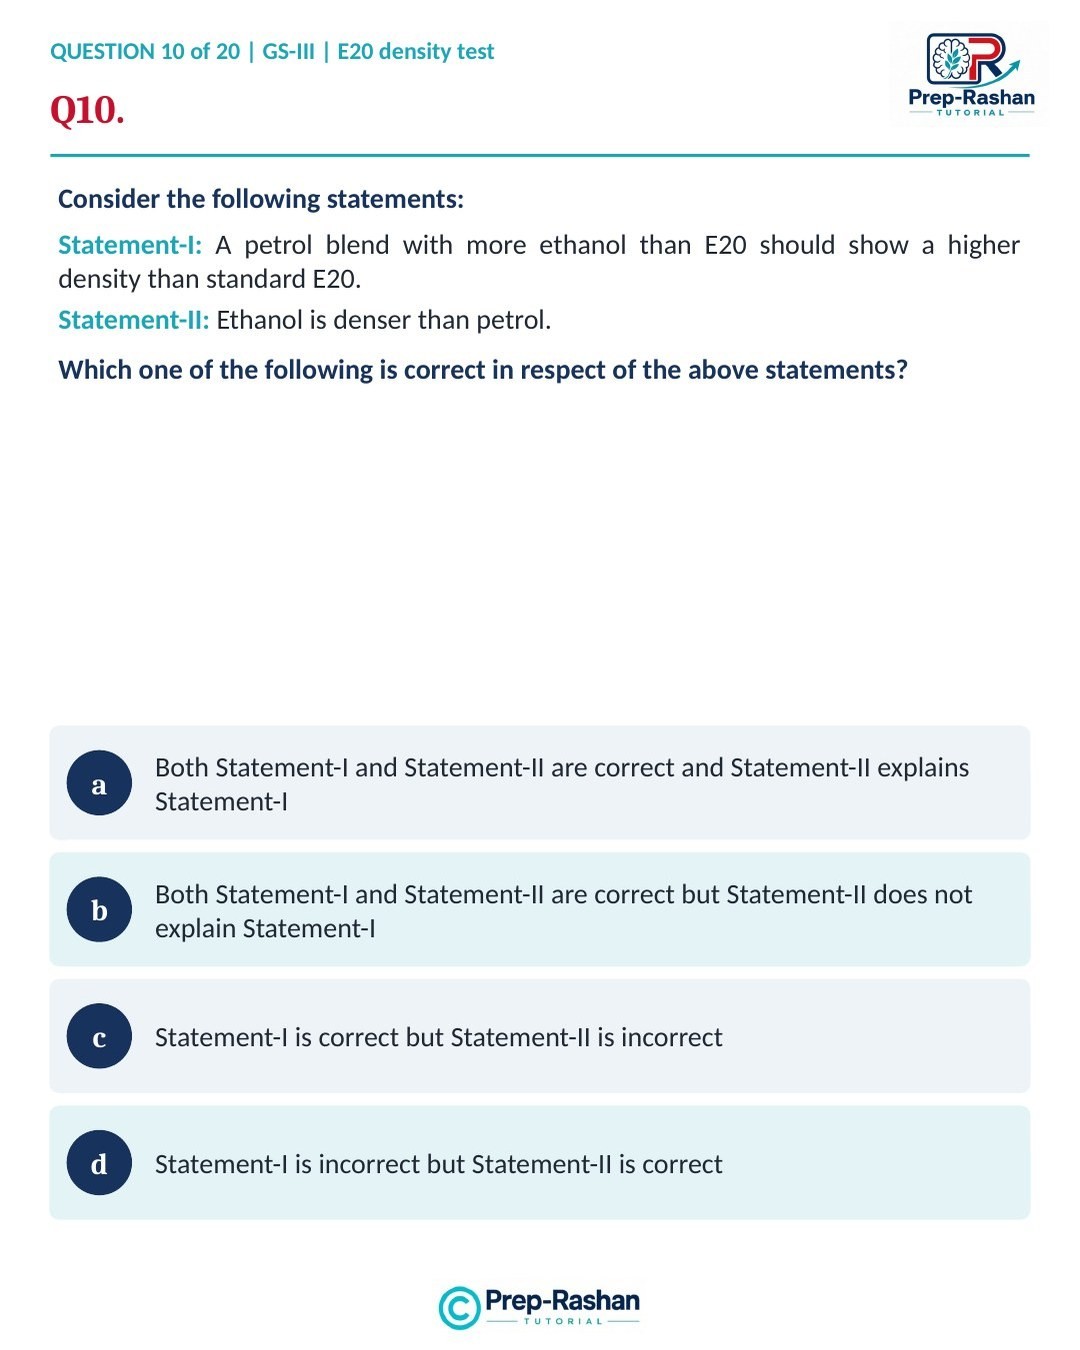 QUESTION 10 of 20 | GS-III | E20 density test
Prep-Rashan
TUTORIAL
Q10.
Consider the following statements:
Statement-I: A petrol blend with more ethanol than E20 should show a higher
density than standard E20.
Statement-II: Ethanol is denser than petrol.
Which one of the following is correct in respect of the above statements?
a
Both Statement-I and Statement-II are correct and Statement-II explains
Statement-I
b
Both Statement-I and Statement-II are correct but Statement-II does not
explain Statement-I
c
Statement-I is correct but Statement-II is incorrect
d
Statement-I is incorrect but Statement-II is correct
© Prep-Rashan
TUTORIAL